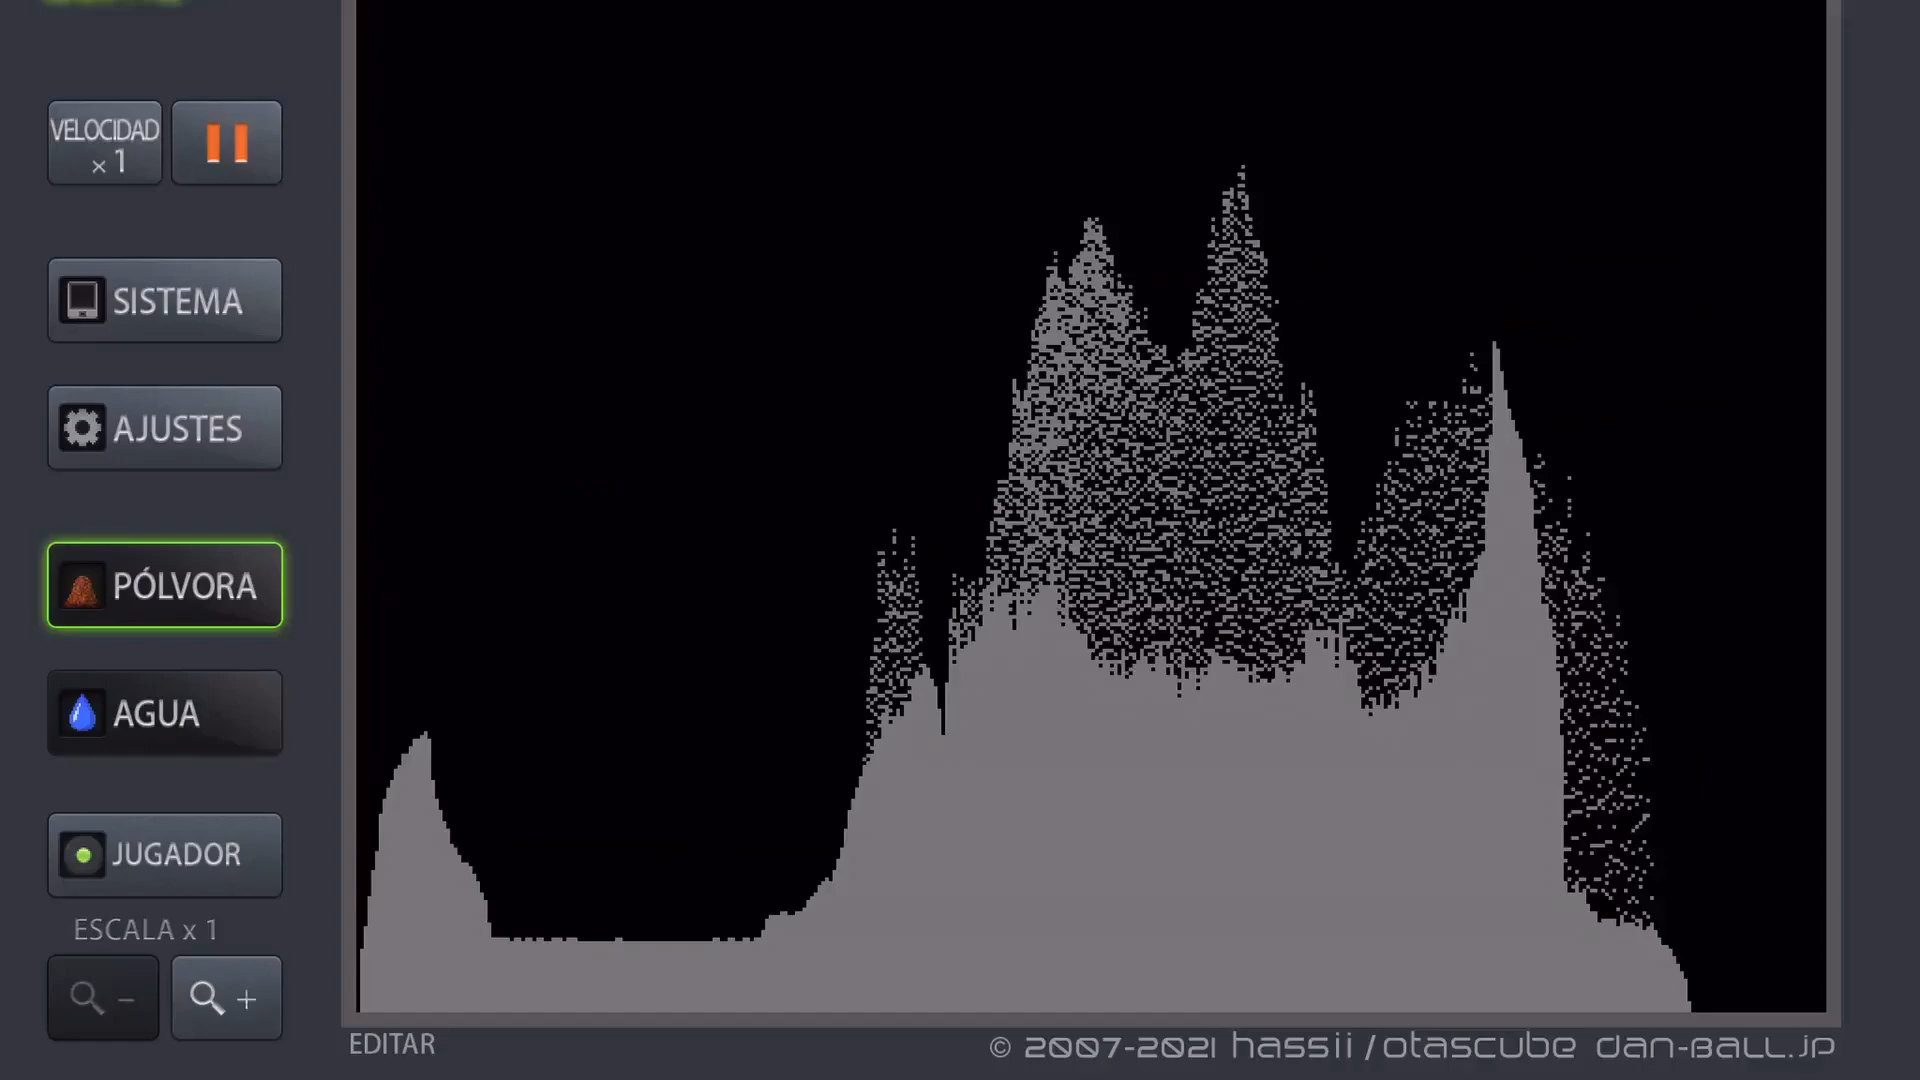 VELOCIDAD
× 1
SISTEMA
AJUSTES
PÓLVORA
AGUA
JUGADOR
ESCALA x 1
- +
EDITAR
© 2007-2021 hassii /otascube dan-ball.jp